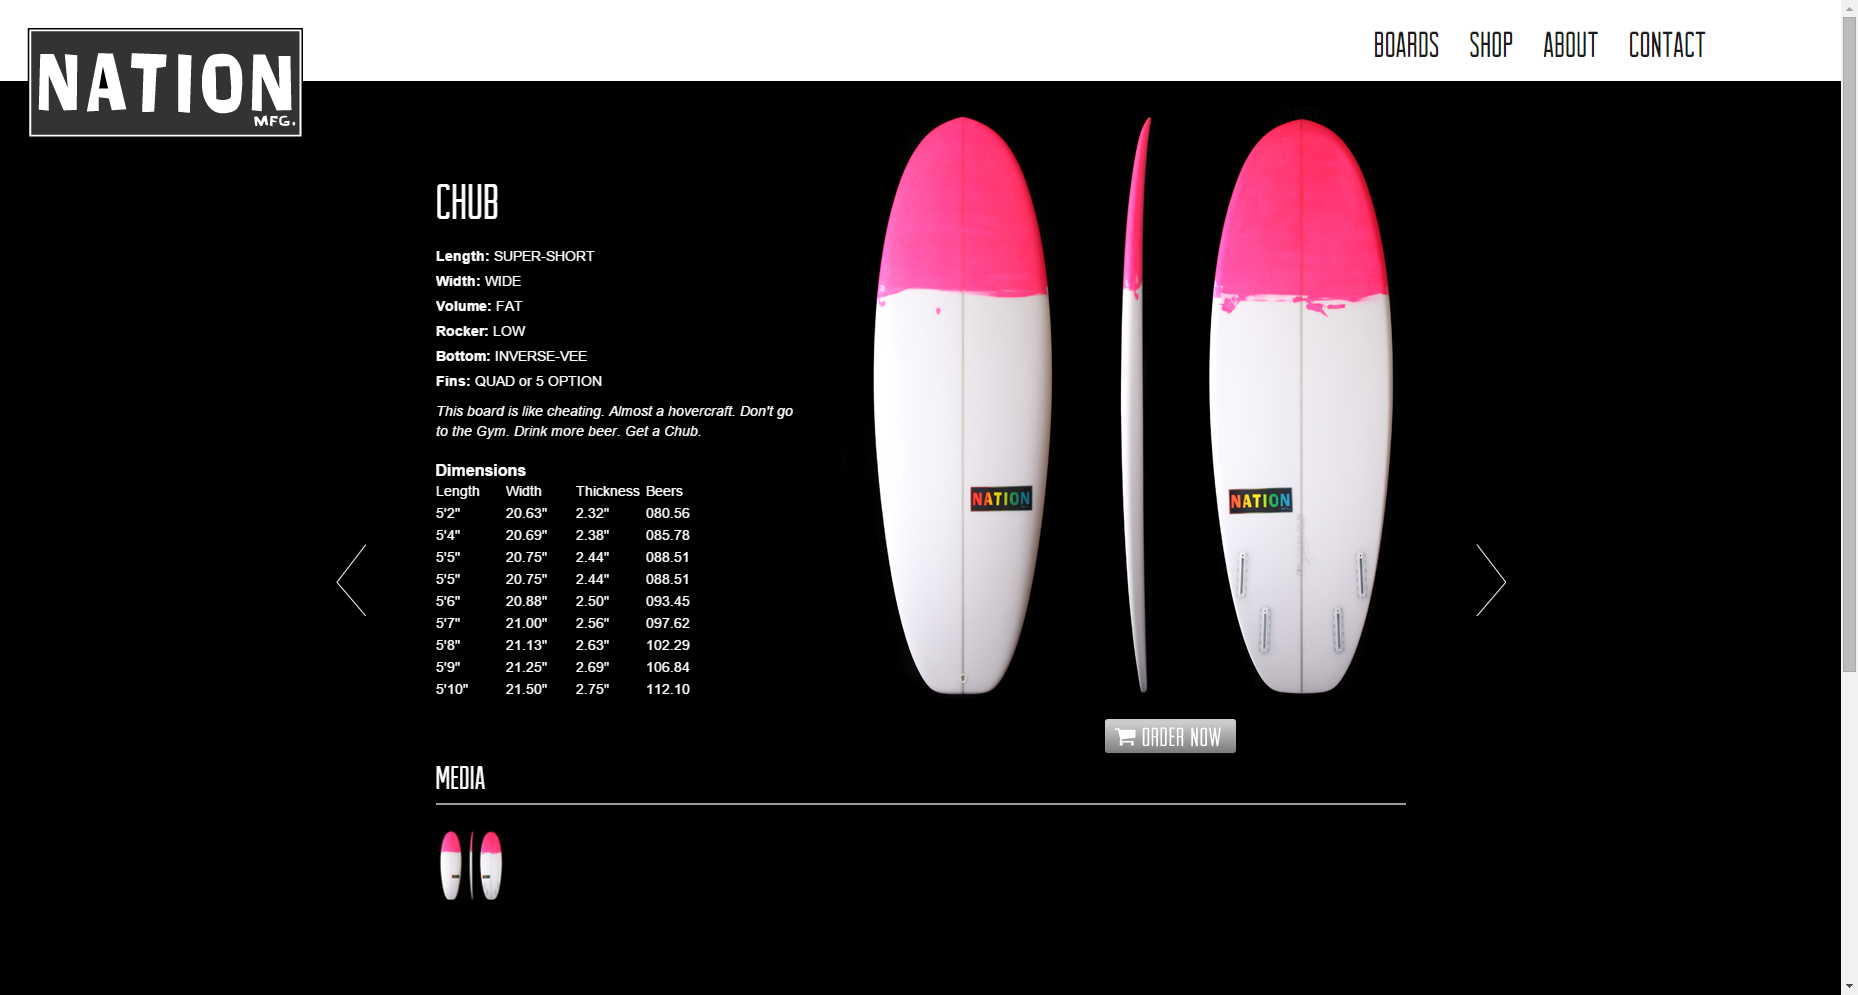 NATION
MFG.
BOARDS SHOP ABOUT CONTACT
CHUB
Length: SUPER-SHORT
Width: WIDE
Volume: FAT
Rocker: LOW
Bottom: INVERSE-VEE
Fins: QUAD or 5 OPTION
This board is like cheating. Almost a hovercraft. Don't go
to the Gym. Drink more beer. Get a Chub.
Dimensions
Length Width Thickness Beers
5'2" 20.63" 2.32" 080.56
5'4" 20.69" 2.38" 085.78
5'5" 20.75" 2.44" 088.51
5'5" 20.75" 2.44" 088.51
5'6" 20.88" 2.50" 093.45
5'7" 21.00" 2.56" 097.62
5'8" 21.13" 2.63" 102.29
5'9" 21.25" 2.69" 106.84
5'10" 21.50" 2.75" 112.10
NATION
NATION
ORDER NOW
MEDIA